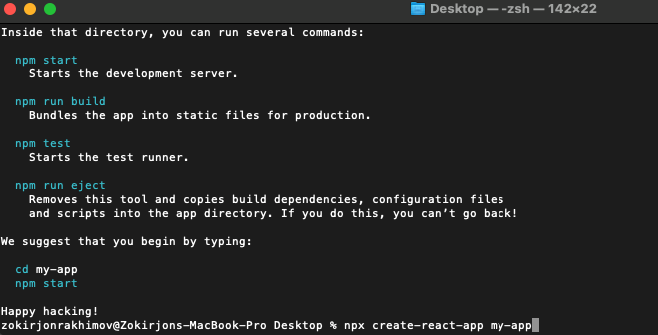 Desktop — -zsh — 142×22
Inside that directory, you can run several commands:
npm start
Starts the development server.
npm run build
Bundles the app into static files for production.
npm test
Starts the test runner.
npm run eject
Removes this tool and copies build dependencies, configuration files
and scripts into the app directory. If you do this, you can’t go back!
We suggest that you begin by typing:
cd my-app
npm start
Happy hacking!
zokirjonrakhimov@Zokirjons-MacBook-Pro Desktop % npx create-react-app my-app